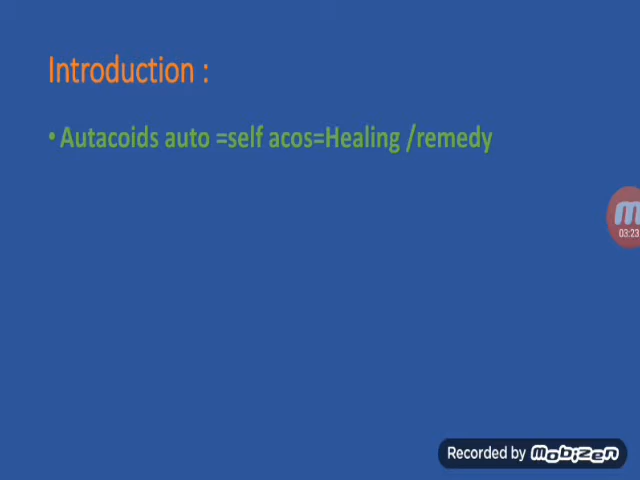 Introduction :
• Autacoids auto =self acos=Healing /remedy
03:23
Recorded by Mobizen